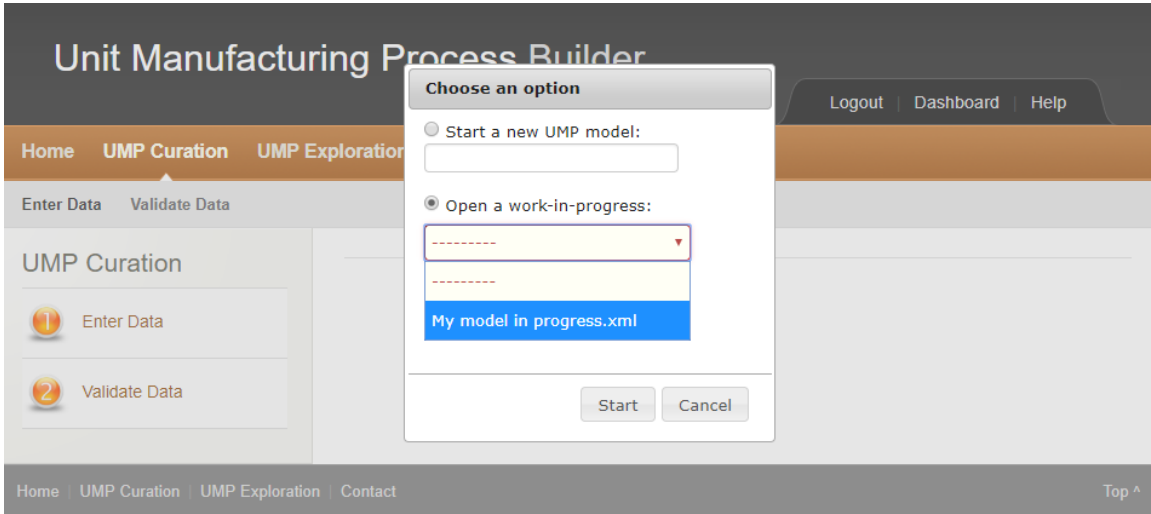 Unit Manufacturing Process Builder
Logout | Dashboard | Help
Home UMP Curation UMP Exploration
Enter Data Validate Data
UMP Curation
1 Enter Data
2 Validate Data
Choose an option
Start a new UMP model:
Open a work-in-progress:
---------
---------
My model in progress.xml
Start Cancel
Home | UMP Curation | UMP Exploration | Contact
Top ^